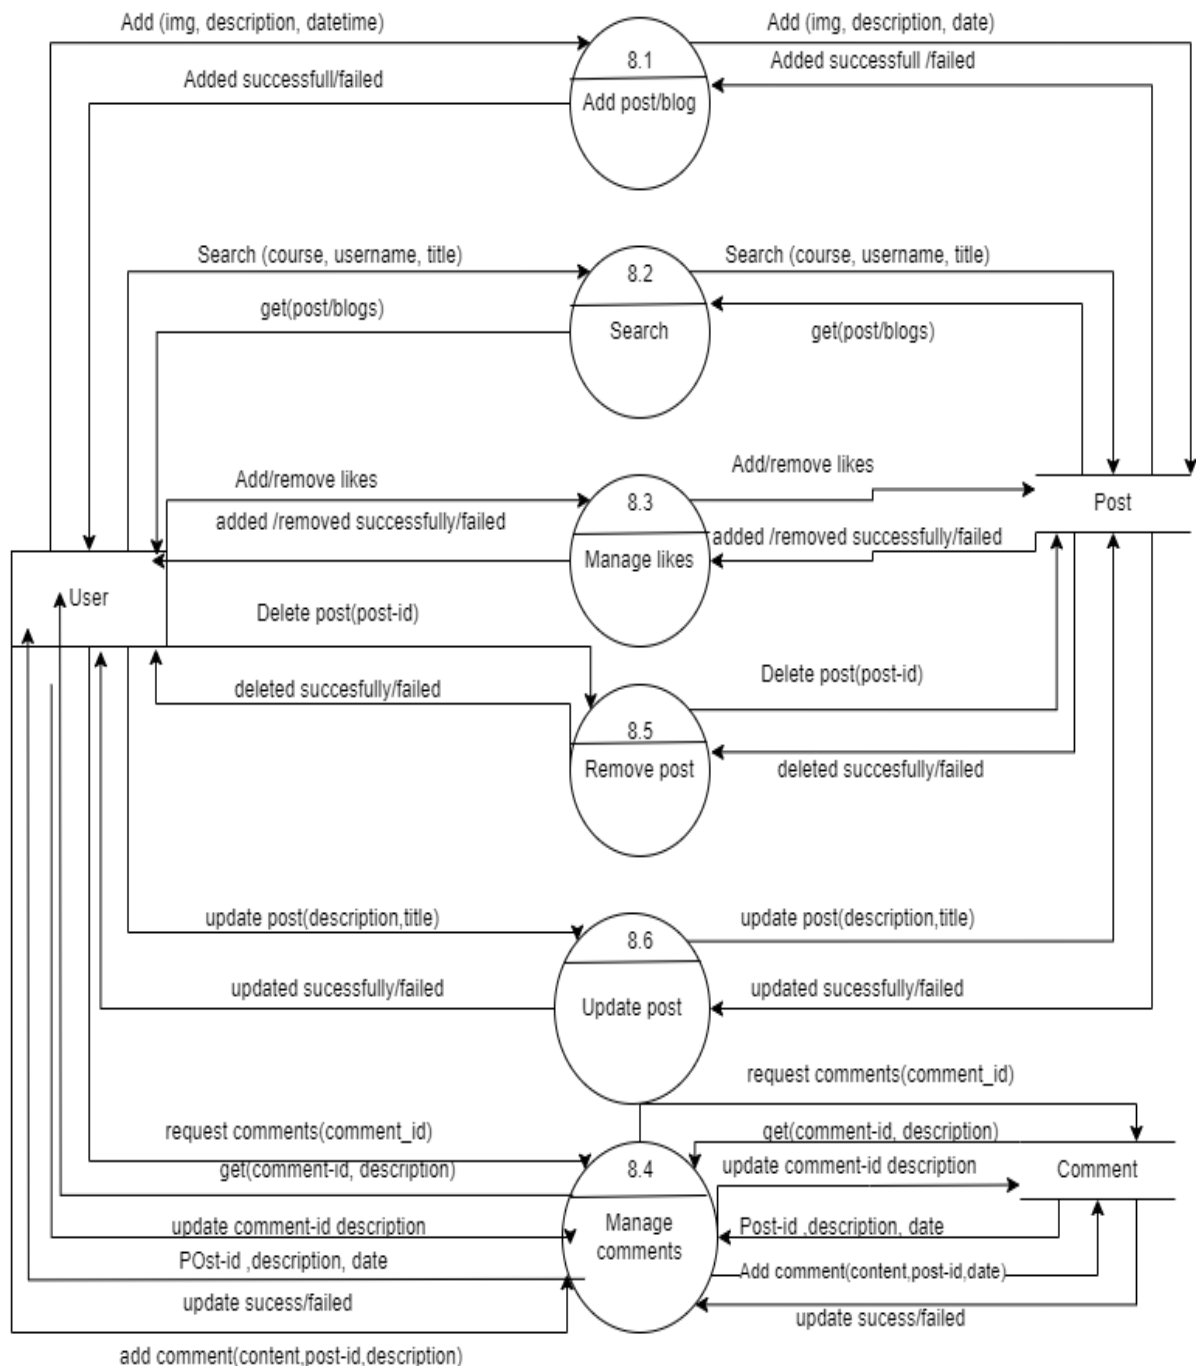 Add (img, description, datetime)
Add (img, description, date)
8.1
Added successfull/failed
Added successfull /failed
Add post/blog
Search (course, username, title)
Search (course, username, title)
8.2
get(post/blogs)
Search
get(post/blogs)
Add/remove likes
Add/remove likes
8.3
Post
added /removed successfully/failed
added /removed successfully/failed
Manage likes
User
Delete post(post-id)
Delete post(post-id)
deleted succesfully/failed
8.5
Remove post
deleted succesfully/failed
update post(description,title)
update post(description,title)
8.6
updated sucessfully/failed
updated sucessfully/failed
Update post
request comments(comment_id)
request comments(comment_id)
get(comment-id, description)
get(comment-id, description)
8.4
update comment-id description
Comment
update comment-id description
Manage
comments
Post-id ,description, date
POst-id ,description, date
Add comment(content,post-id,date)
update sucess/failed
update sucess/failed
add comment(content,post-id,description)